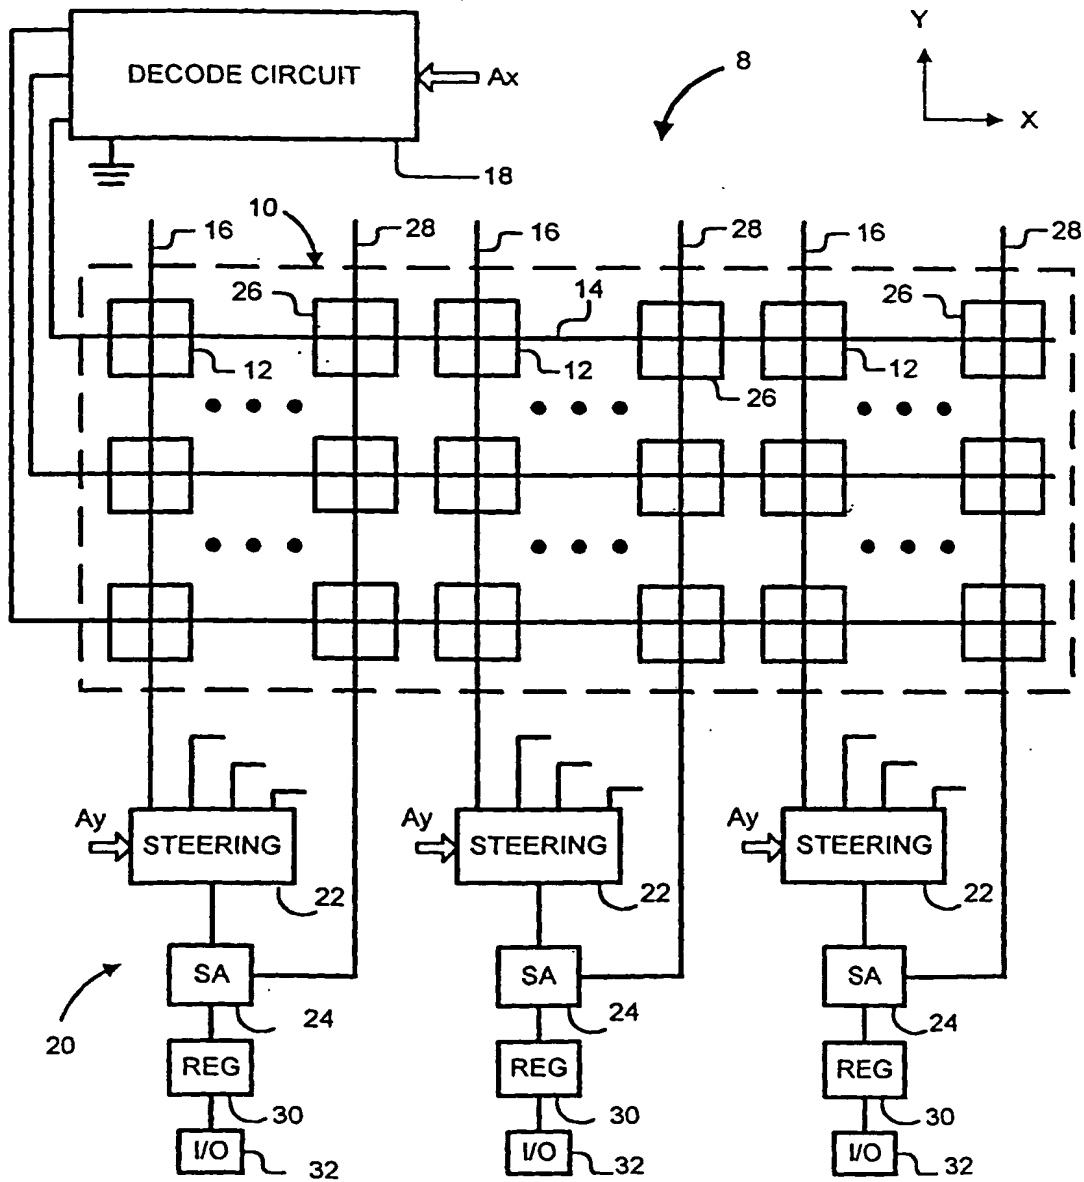 Y
DECODE CIRCUIT
Ax
8
X
18
10
16
28
16
28
16
28
26
14
26
12
12
26
12
Ay
STEERING
Ay
STEERING
Ay
STEERING
22
22
22
SA
SA
SA
20
24
24
24
REG
REG
REG
30
30
30
I/O
32
I/O
32
I/O
32